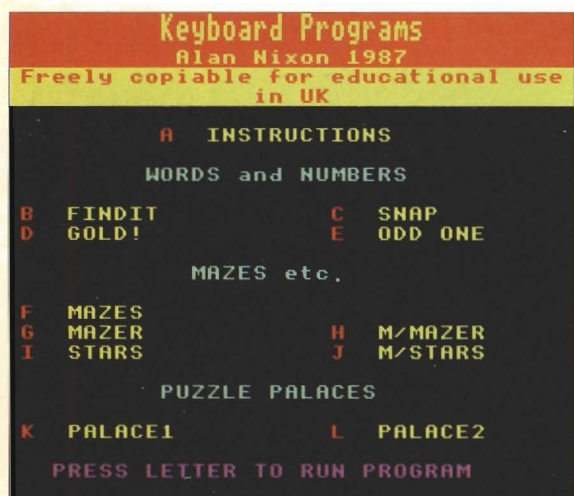 Keyboard Programs
Alan Nixon 1987
Freely copiable for educational use
in UK
A INSTRUCTIONS
WORDS and NUMBERS
B FINDIT C SNAP
D GOLD! E ODD ONE
MAZES etc.
F MAZES
G MAZER H M/MAZER
I STARS J M/STARS
PUZZLE PALACES
K PALACE1 L PALACE2
PRESS LETTER TO RUN PROGRAM